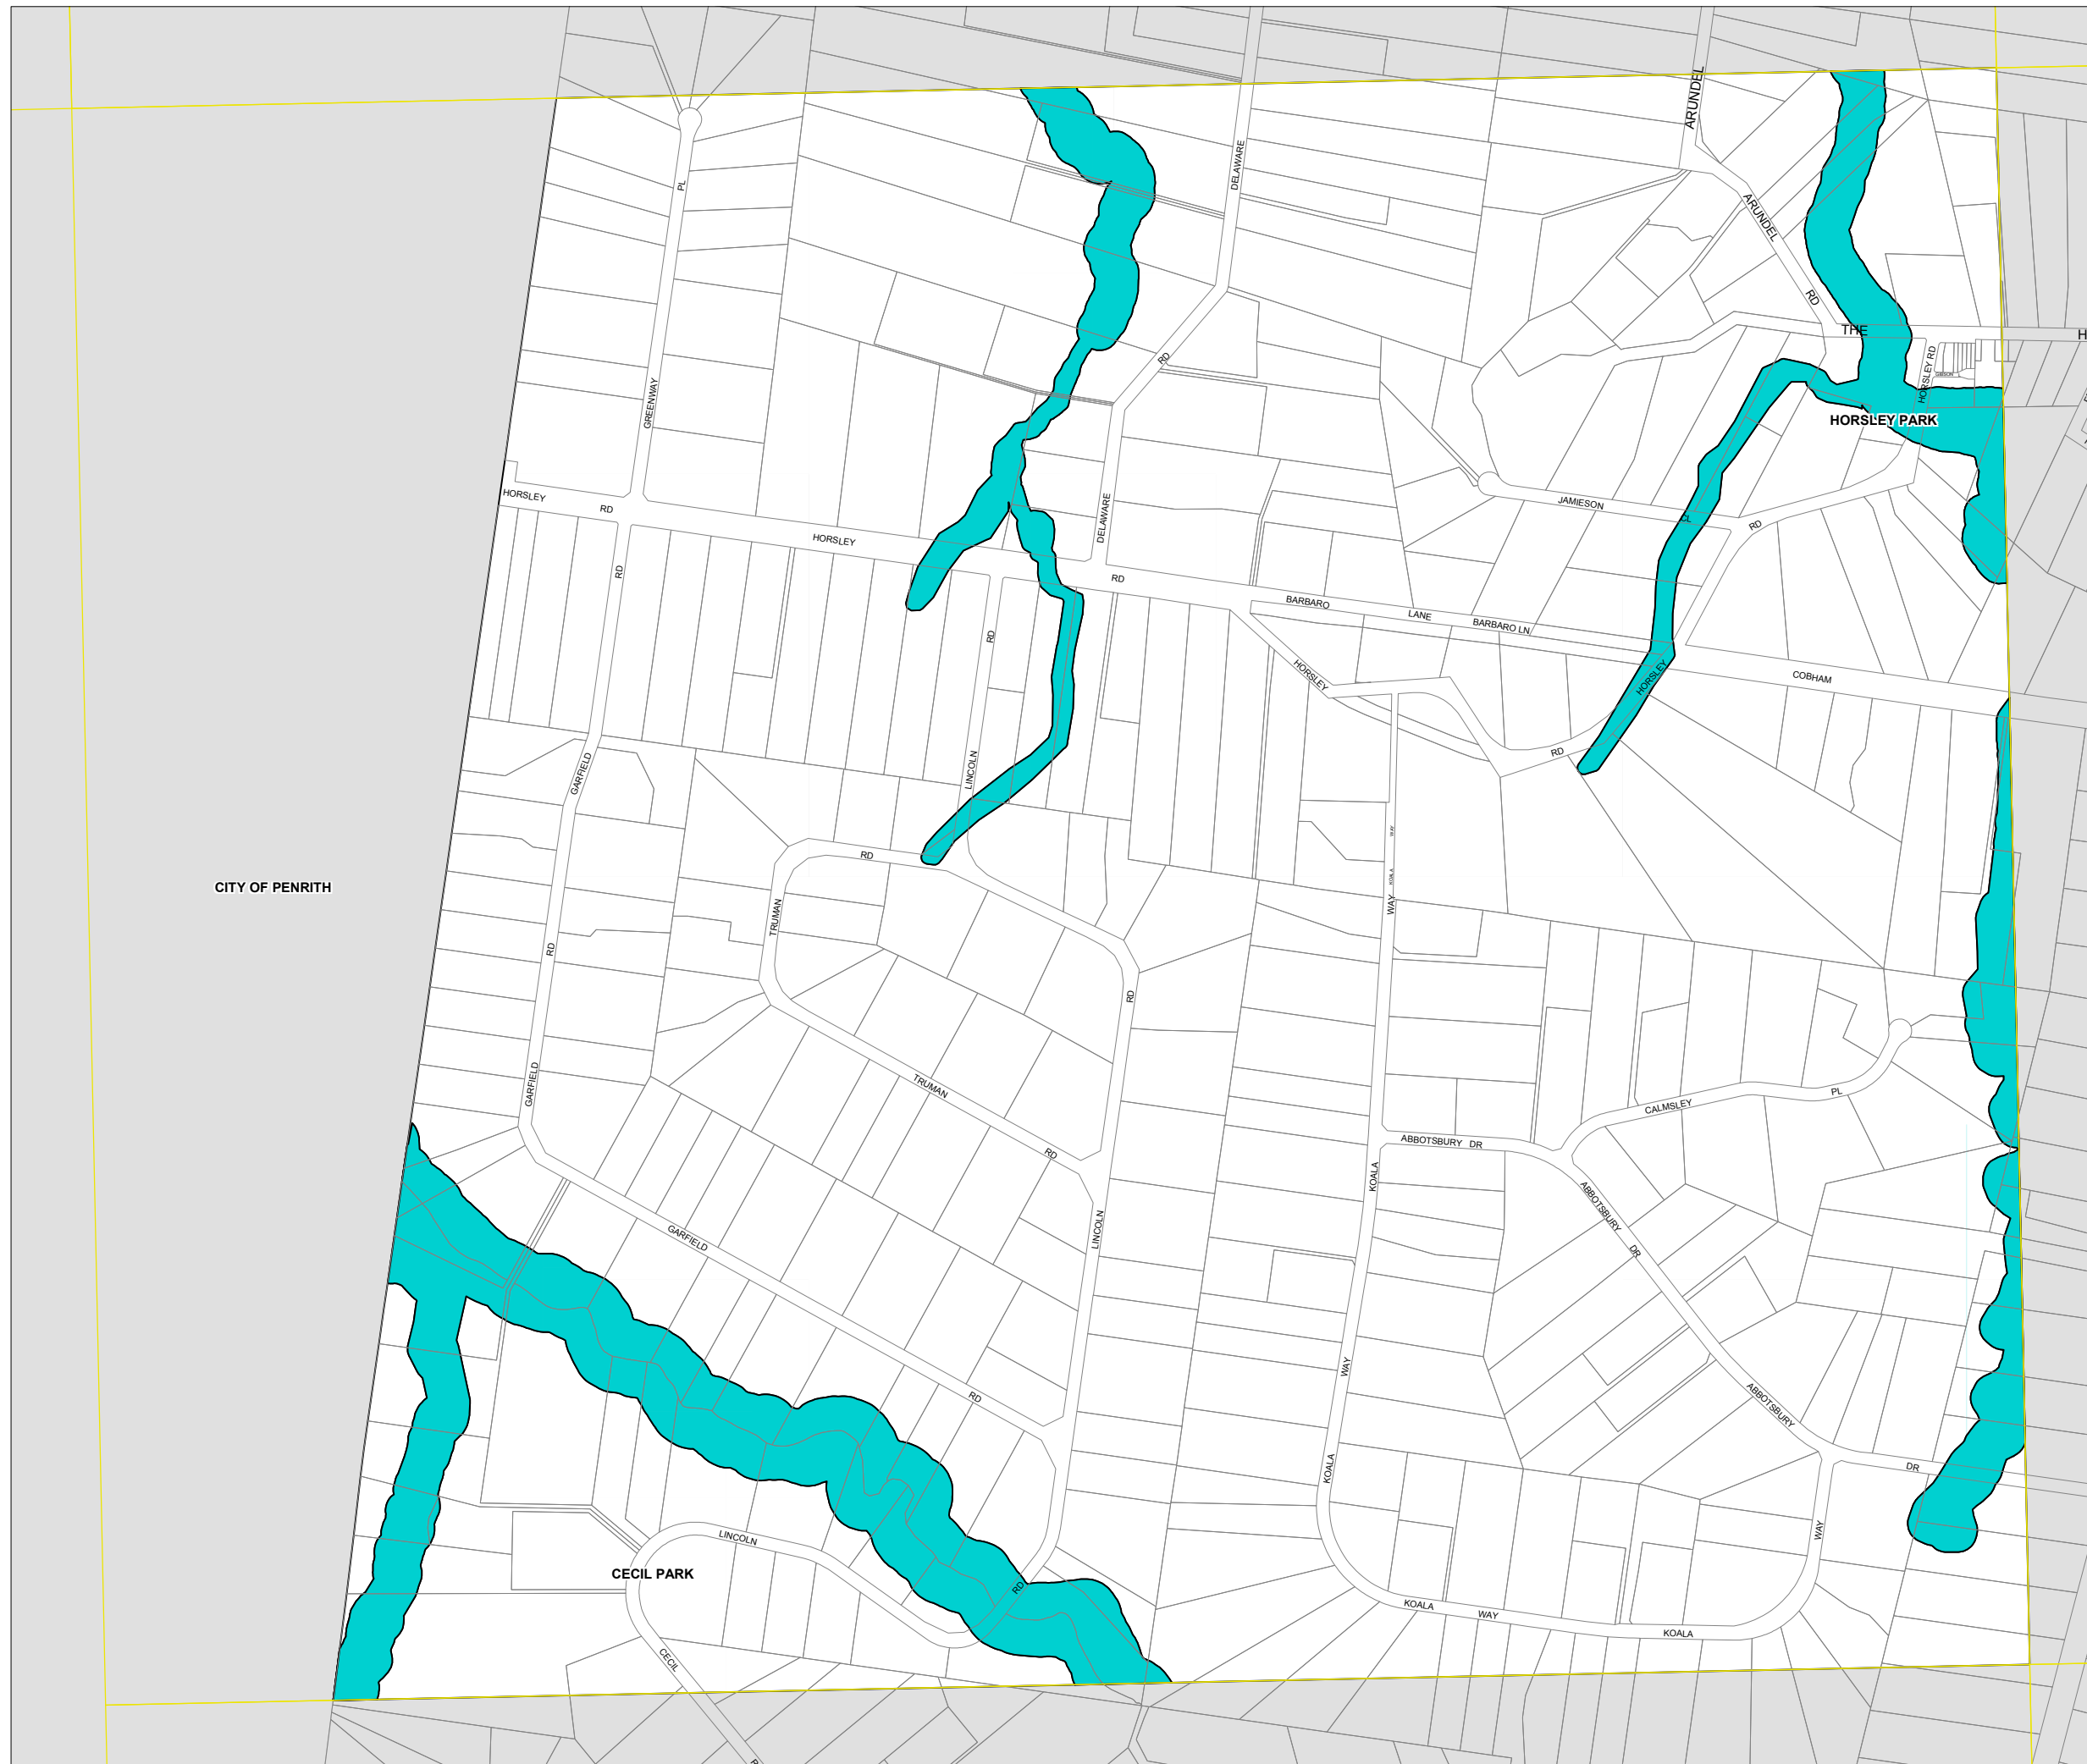 ARUNDEL
DELAWARE
PL
ARUNDEL
RD
THE
H
RD
HORSLEY RD
GREENWAY
HORSLEY PARK
HORSLEY
RD
JAMIESON
CL
RD
DELAWARE
HORSLEY
RD
RD
BARBARO
LANE
BARBARO LN
RD
HORSLEY
HORSLEY
COBHAM
RD
GARFIELD
LINCOLN
WAY
RD
KOALA
CITY OF PENRITH
WAY
TRUMAN
RD
RD
TRUMAN
GARFIELD
CALMSLEY
PL
ABBOTSBURY DR
RD
KOALA
ABBOTSBURY
DR
GARFIELD
LINCOLN
WAY
RD
ABBOTSBURY
KOALA
DR
LINCOLN
WAY
CECIL PARK
RD
KOALA
WAY
KOALA
CECIL